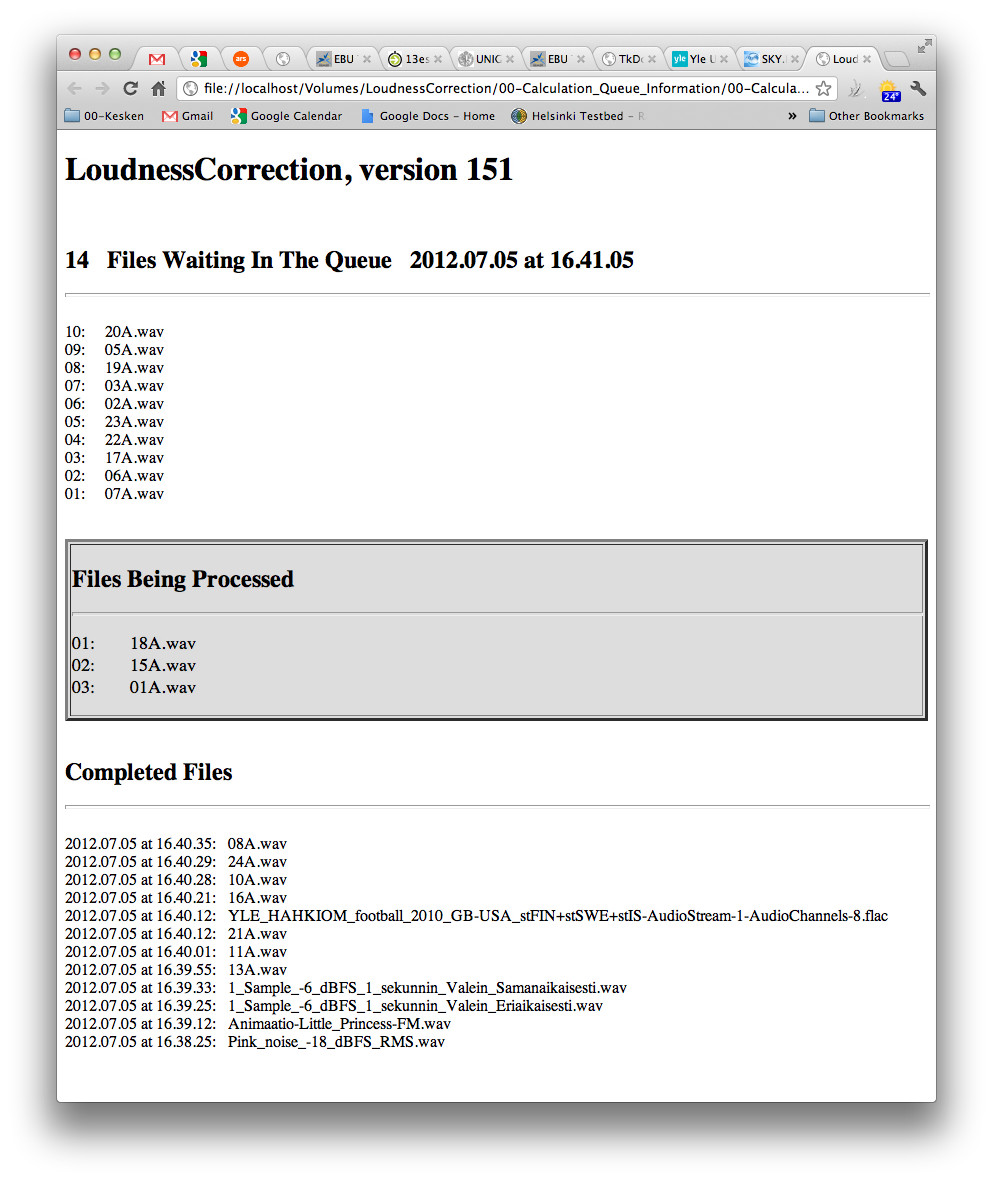 ars
EBU
13es
UNIC
EBU
TkD
yle Yle U
SKY.
Loud
file://localhost/Volumes/LoudnessCorrection/00-Calculation_Queue_Information/00-Calcula...
24°
00-Kesken Gmail Google Calendar Google Docs - Home Helsinki Testbed - R » Other Bookmarks
LoudnessCorrection, version 151
14 Files Waiting In The Queue 2012.07.05 at 16.41.05
10: 20A.wav
09: 05A.wav
08: 19A.wav
07: 03A.wav
06: 02A.wav
05: 23A.wav
04: 22A.wav
03: 17A.wav
02: 06A.wav
01: 07A.wav
Files Being Processed
01: 18A.wav
02: 15A.wav
03: 01A.wav
Completed Files
2012.07.05 at 16.40.35: 08A.wav
2012.07.05 at 16.40.29: 24A.wav
2012.07.05 at 16.40.28: 10A.wav
2012.07.05 at 16.40.21: 16A.wav
2012.07.05 at 16.40.12: YLE_HAHKIOM_football_2010_GB-USA_stFIN+stSWE+stIS-AudioStream-1-AudioChannels-8.flac
2012.07.05 at 16.40.12: 21A.wav
2012.07.05 at 16.40.01: 11A.wav
2012.07.05 at 16.39.55: 13A.wav
2012.07.05 at 16.39.33: 1_Sample_-6_dBFS_1_sekunnin_Valein_Samanaikaisesti.wav
2012.07.05 at 16.39.25: 1_Sample_-6_dBFS_1_sekunnin_Valein_Eriaikaisesti.wav
2012.07.05 at 16.39.12: Animaatio-Little_Princess-FM.wav
2012.07.05 at 16.38.25: Pink_noise_-18_dBFS_RMS.wav